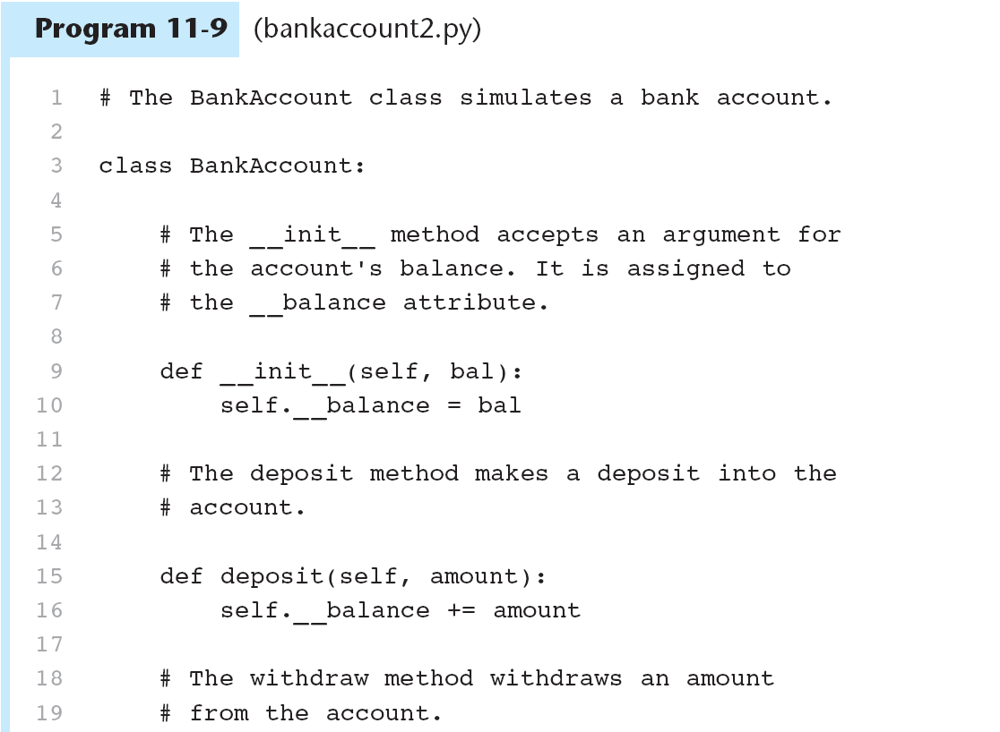 Program 11-9 (bankaccount2.py)
1 # The BankAccount class simulates a bank account.
2
3 class BankAccount:
4
5     # The __init__ method accepts an argument for
6     # the account's balance. It is assigned to
7     # the __balance attribute.
8
9     def __init__(self, bal):
10         self.__balance = bal
11
12     # The deposit method makes a deposit into the
13     # account.
14
15     def deposit(self, amount):
16         self.__balance += amount
17
18     # The withdraw method withdraws an amount
19     # from the account.